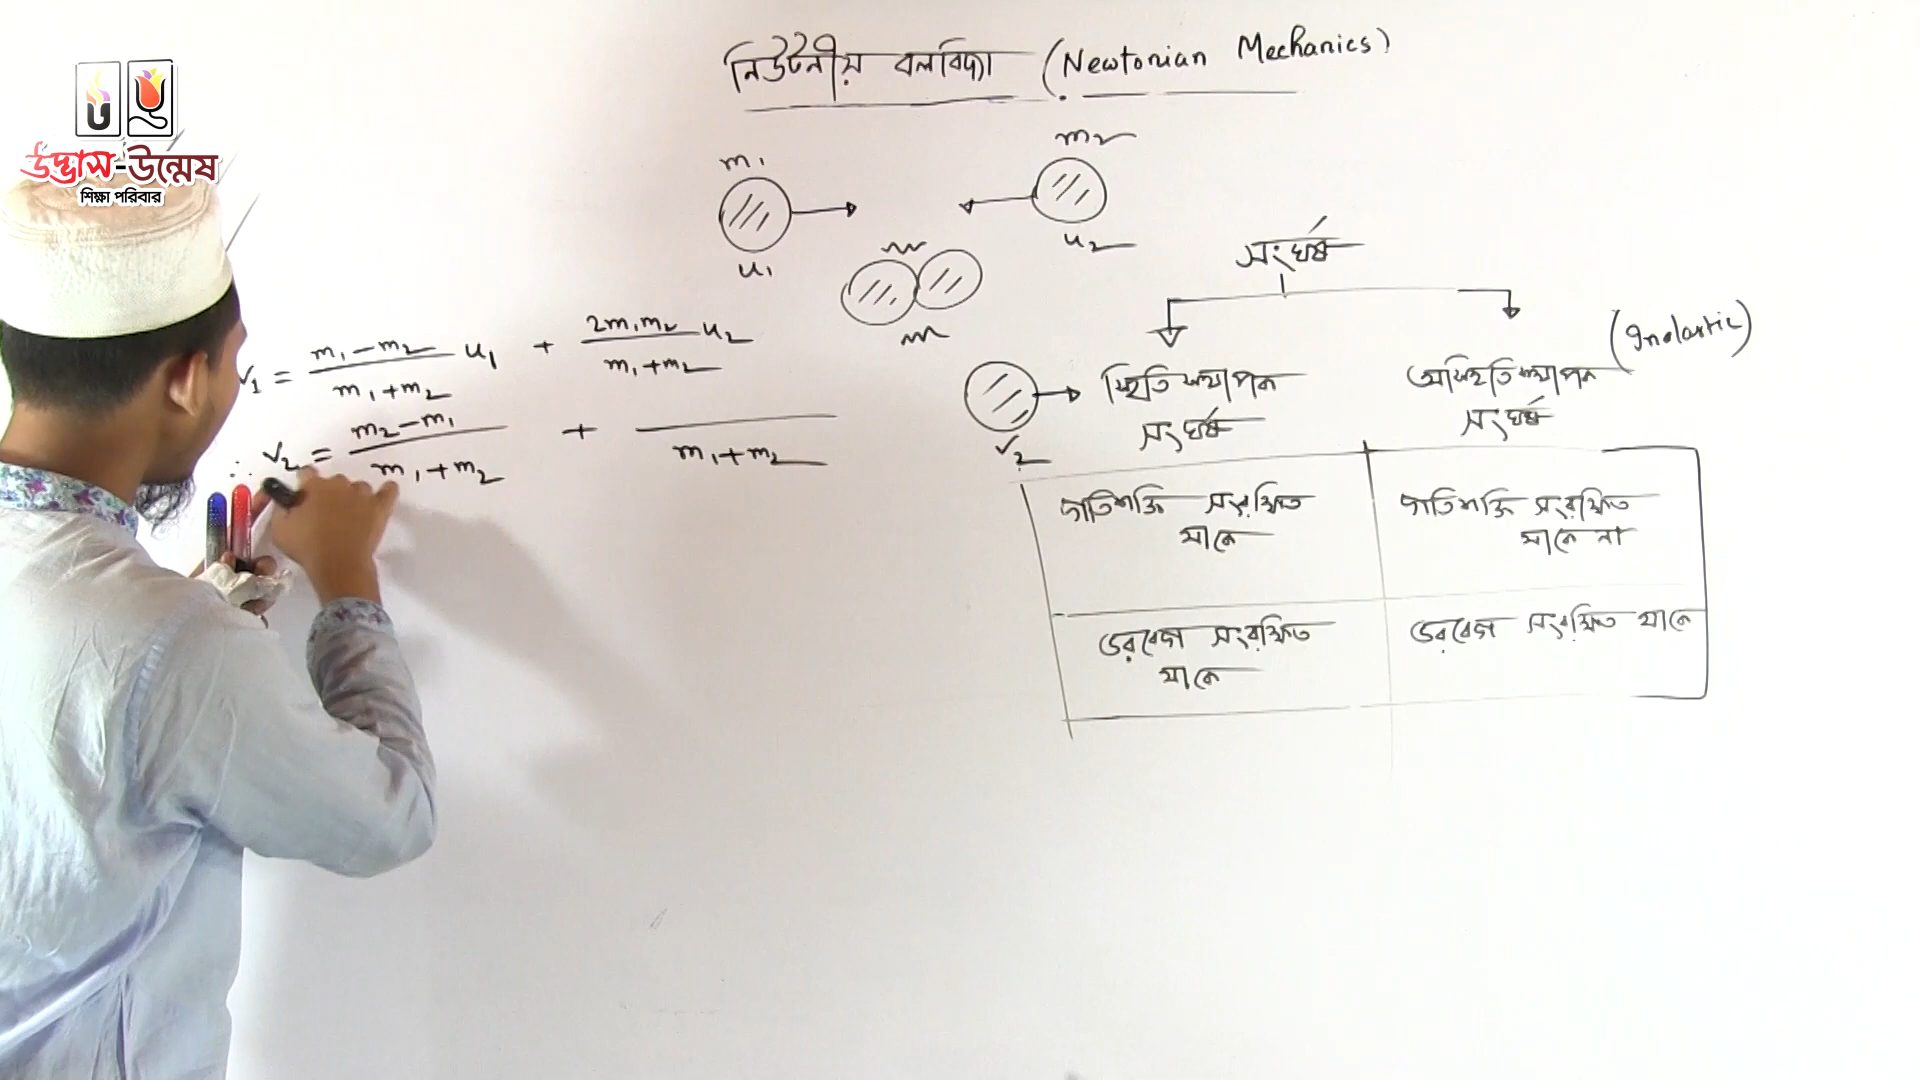 উদ্ভাস-উন্মেষ
শিক্ষা পরিবার
নিউটনীয় বলবিদ্যা (Newtonian Mechanics)
m₁
m₂
u₁
u₂
সংঘর্ষ
v₁ = (m₁ - m₂)/(m₁ + m₂) u₁ + (2m₁m₂)/(m₁ + m₂) u₂
∴ v₂ = (m₂ - m₁)/(m₁ + m₂) + /(m₁ + m₂)
v₂
স্থিতিস্থাপক
সংঘর্ষ
অস্থিতিস্থাপক
সংঘর্ষ
(Inelastic)
গতিশক্তি সংরক্ষিত
থাকে
গতিশক্তি সংরক্ষিত
থাকে না
ভরবেগ সংরক্ষিত
থাকে
ভরবেগ সংরক্ষিত থাকে